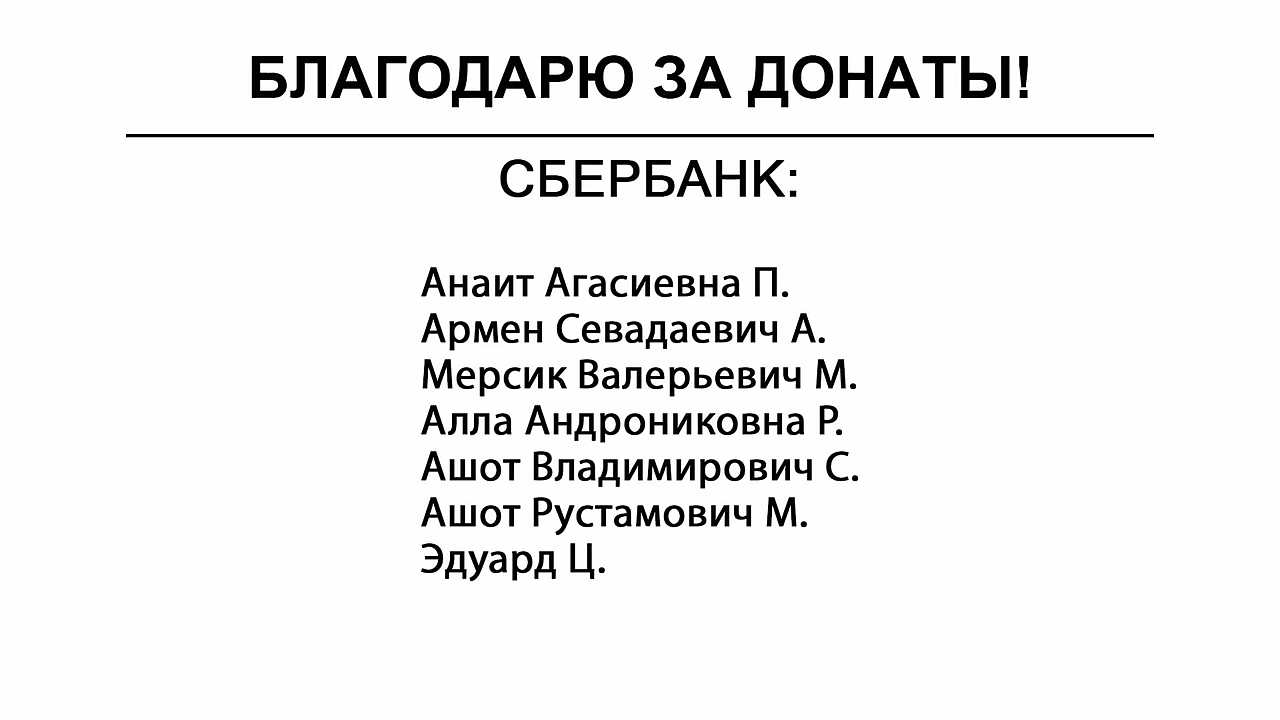 БЛАГОДАРЮ ЗА ДОНАТЫ!
СБЕРБАНК:
Анаит Агасиевна П.
Армен Севадаевич А.
Мерсик Валерьевич М.
Алла Андрониковна Р.
Ашот Владимирович С.
Ашот Рустамович М.
Эдуард Ц.